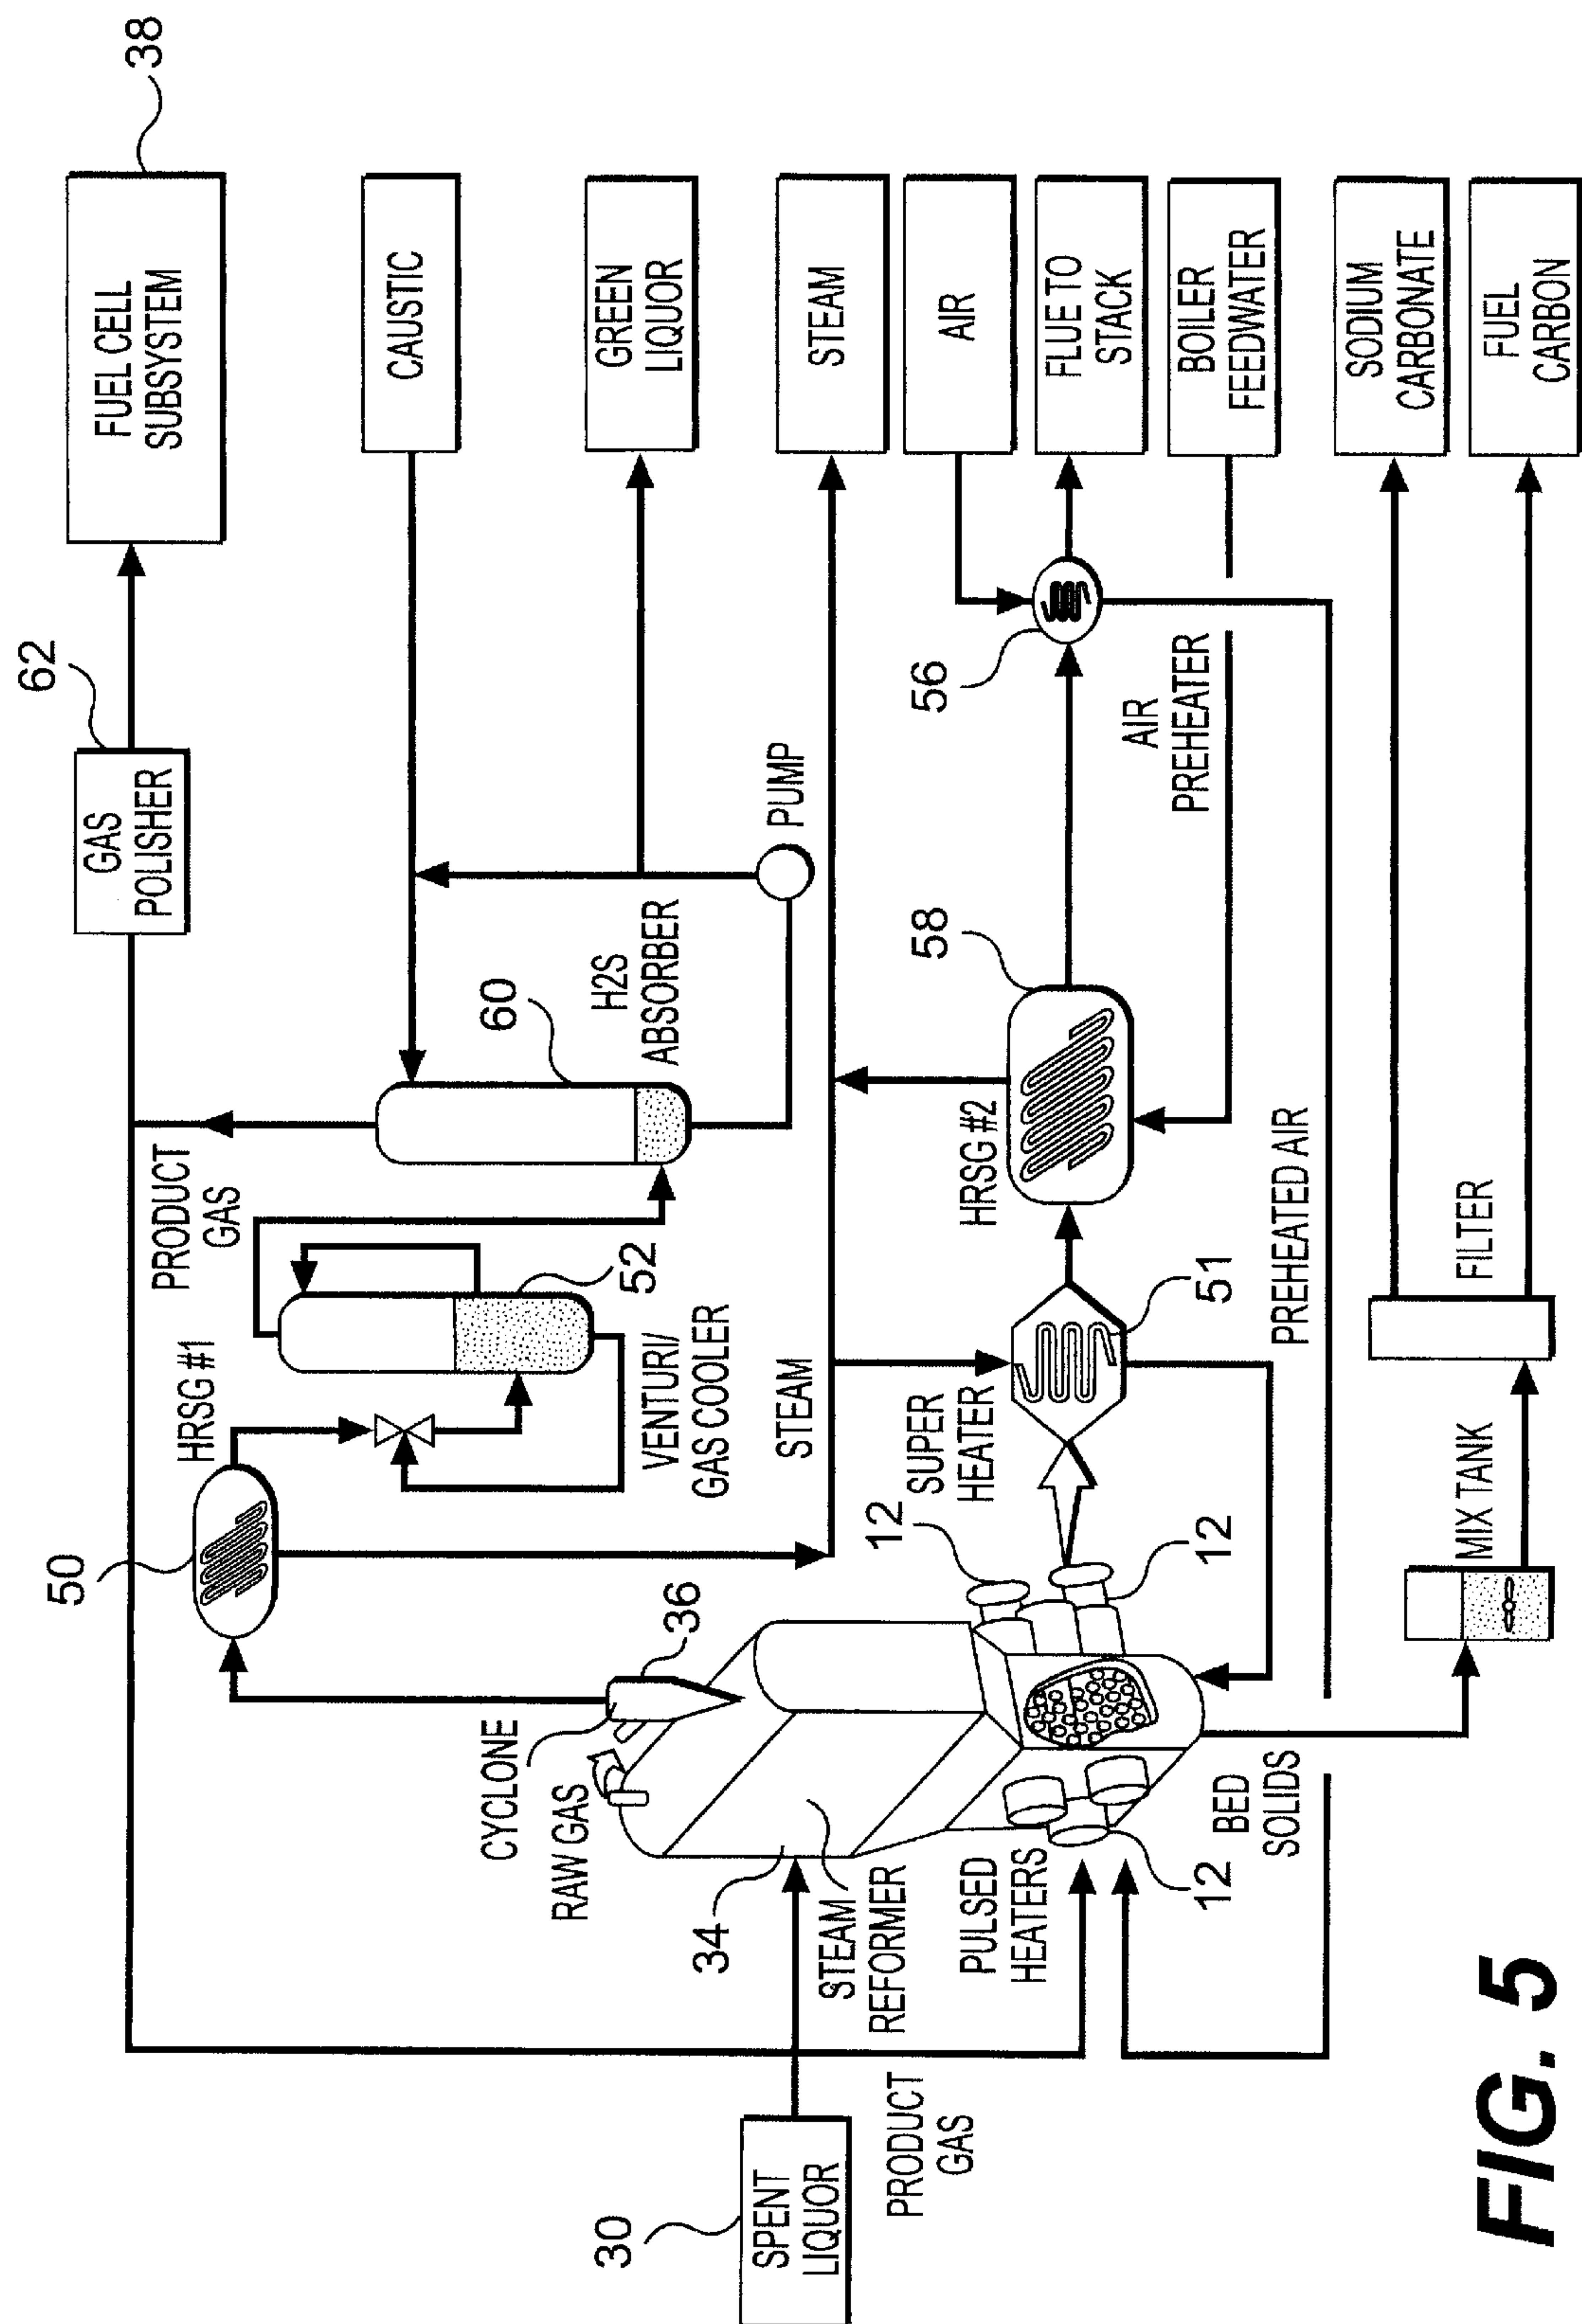 38
62
FUEL CELL
SUBSYSTEM
GAS
POLISHER
CAUSTIC
GREEN
LIQUOR
STEAM
AIR
FLUE TO
STACK
BOILER
FEEDWATER
SODIUM
CARBONATE
FUEL
CARBON
PRODUCT
GAS
60
H2S
ABSORBER
PUMP
50
HRSG #1
52
VENTURI/
GAS COOLER
STEAM
58
HRSG #2
56
AIR
PREHEATER
36
CYCLONE
RAW GAS
34
STEAM
REFORMER
SUPER
HEATER
51
12
12
12
PULSED
HEATERS
PREHEATED AIR
BED
SOLIDS
MIX TANK
FILTER
30
SPENT
LIQUOR
PRODUCT
GAS
FIG. 5